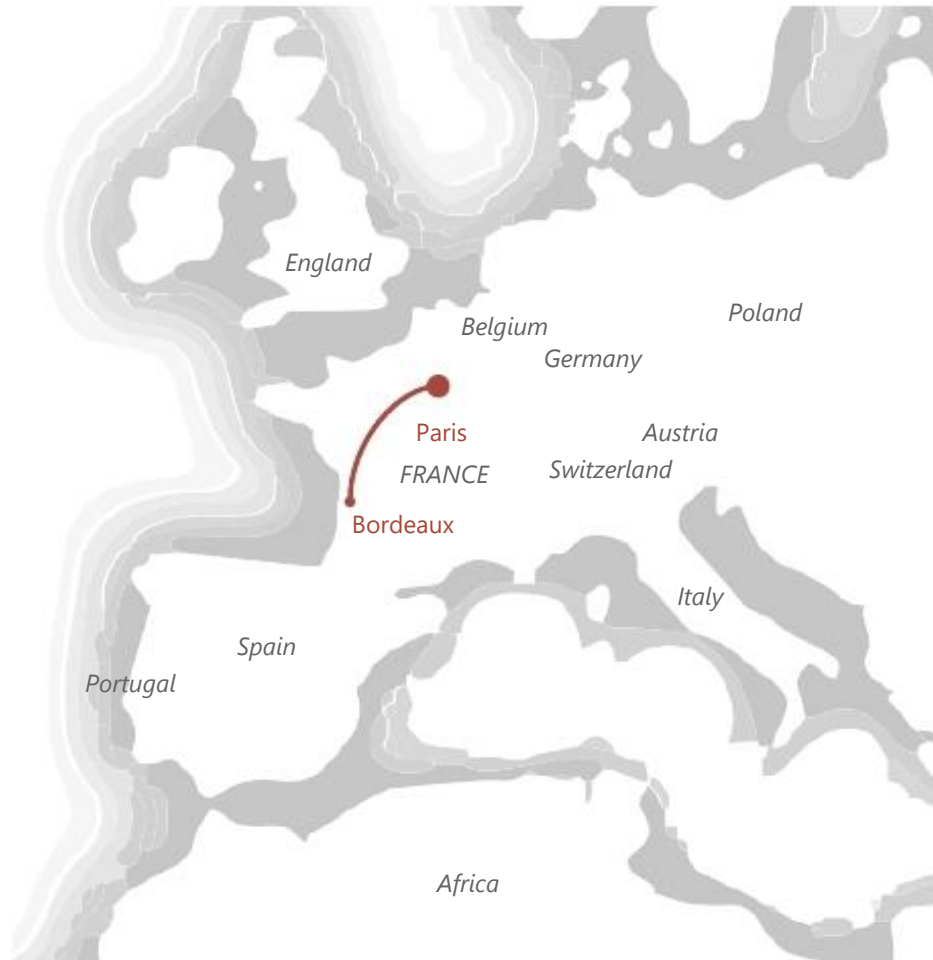 England
Poland
Belgium
Germany
Paris
Austria
FRANCE
Switzerland
Bordeaux
Italy
Spain
Portugal
Africa